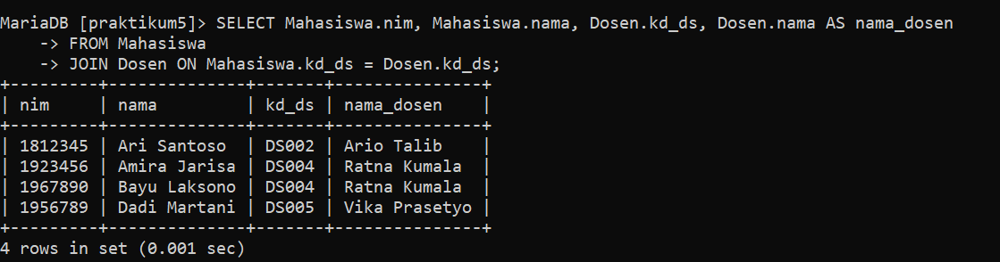 MariaDB [praktikum5]> SELECT Mahasiswa.nim, Mahasiswa.nama, Dosen.kd_ds, Dosen.nama AS nama_dosen
    -> FROM Mahasiswa
    -> JOIN Dosen ON Mahasiswa.kd_ds = Dosen.kd_ds;
+---------+--------------+-------+---------------+
| nim     | nama         | kd_ds | nama_dosen    |
+---------+--------------+-------+---------------+
| 1812345 | Ari Santoso  | DS002 | Ario Talib    |
| 1923456 | Amira Jarisa | DS004 | Ratna Kumala  |
| 1967890 | Bayu Laksono | DS004 | Ratna Kumala  |
| 1956789 | Dadi Martani | DS005 | Vika Prasetyo |
+---------+--------------+-------+---------------+
4 rows in set (0.001 sec)